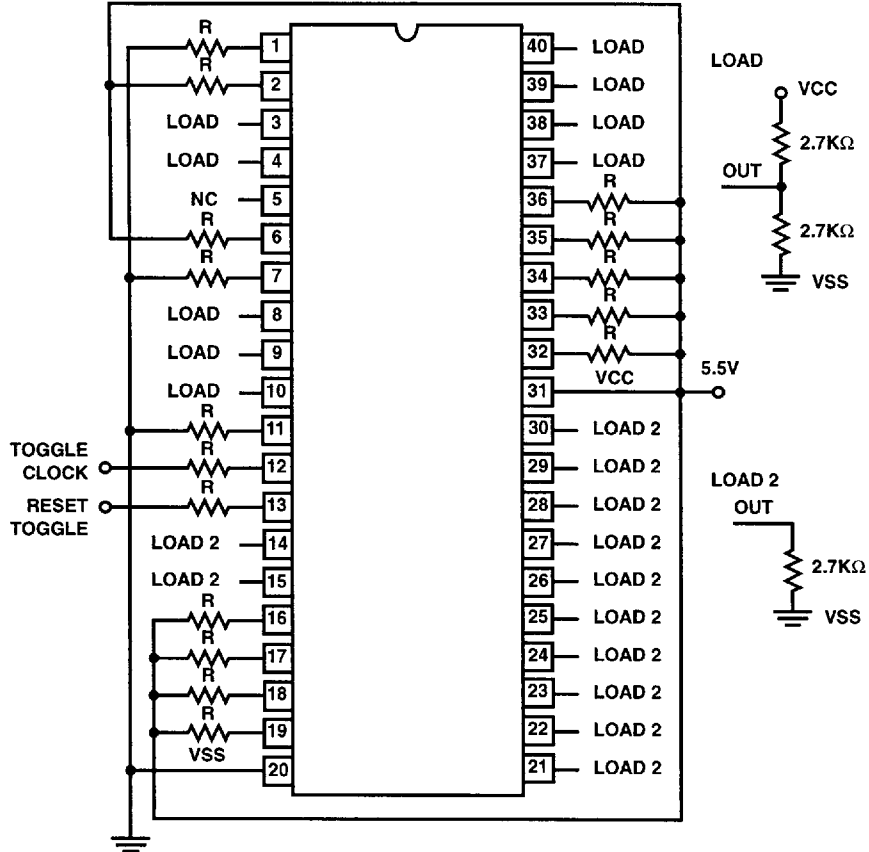 R 1
R 2
LOAD 3
LOAD 4
NC 5
R 6
R 7
LOAD 8
LOAD 9
LOAD 10
R 11
TOGGLE CLOCK R 12
RESET TOGGLE R 13
LOAD 2 14
LOAD 2 15
R 16
R 17
R 18
R 19
VSS 20
40 LOAD
39 LOAD
38 LOAD
37 LOAD
36 R
35 R
34 R
33 R
32 R
31 VCC 5.5V
30 LOAD 2
29 LOAD 2
28 LOAD 2
27 LOAD 2
26 LOAD 2
25 LOAD 2
24 LOAD 2
23 LOAD 2
22 LOAD 2
21 LOAD 2
LOAD
VCC
2.7KΩ
OUT
2.7KΩ
VSS
LOAD 2
OUT
2.7KΩ
VSS